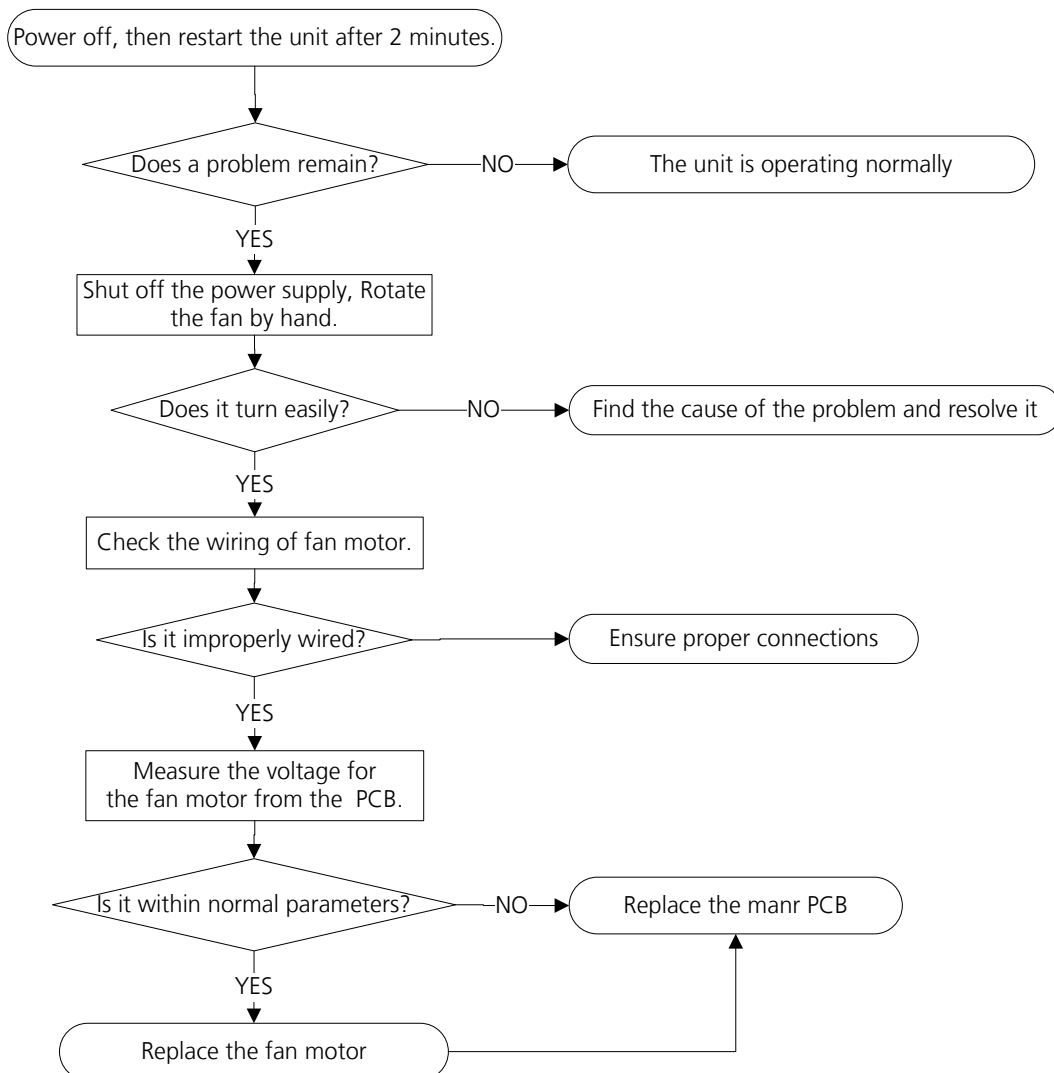 Power off, then restart the unit after 2 minutes.
Does a problem remain?
NO
The unit is operating normally
YES
Shut off the power supply, Rotate
the fan by hand.
Does it turn easily?
NO
Find the cause of the problem and resolve it
YES
Check the wiring of fan motor.
Is it improperly wired?
Ensure proper connections
YES
Measure the voltage for
the fan motor from the PCB.
Is it within normal parameters?
NO
Replace the manr PCB
YES
Replace the fan motor